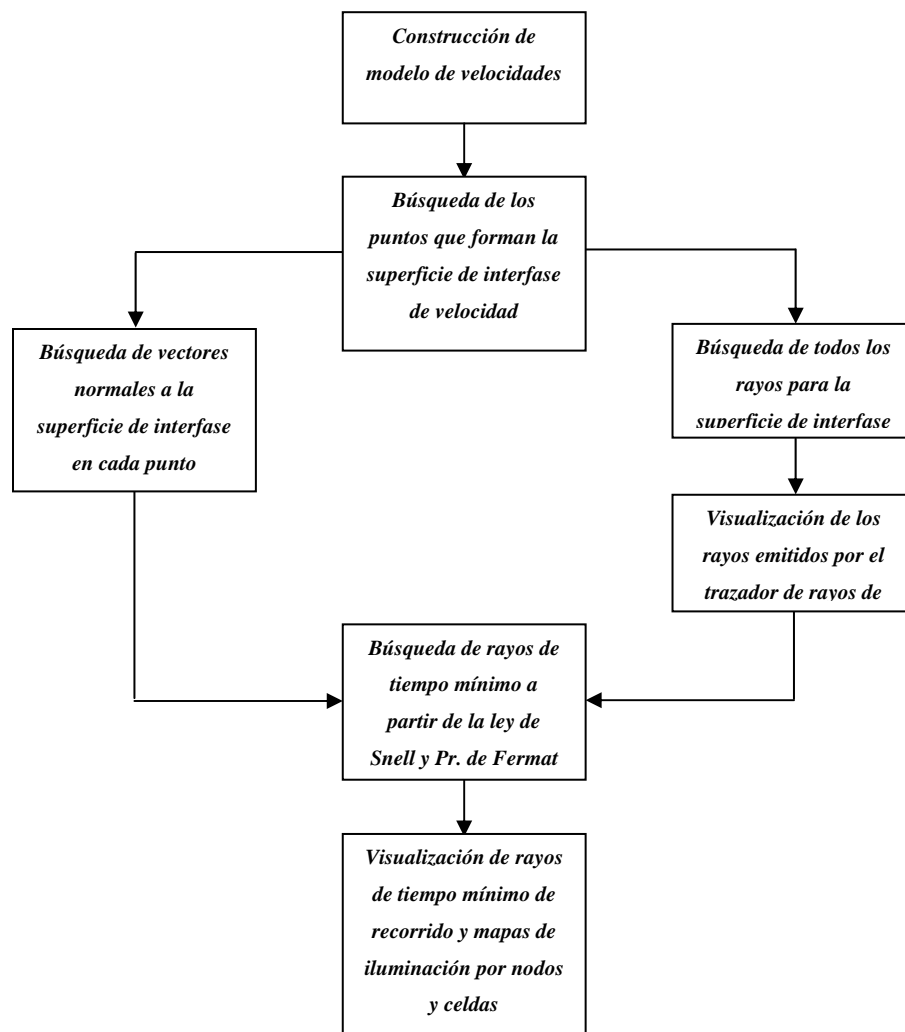 Construcción de
modelo de velocidades
Búsqueda de los
puntos que forman la
superficie de interfase
de velocidad
Búsqueda de vectores
normales a la
superficie de interfase
en cada punto
Búsqueda de todos los
rayos para la
superficie de interfase
Visualización de los
rayos emitidos por el
trazador de rayos de
Búsqueda de rayos de
tiempo mínimo a
partir de la ley de
Snell y Pr. de Fermat
Visualización de rayos
de tiempo mínimo de
recorrido y mapas de
iluminación por nodos
y celdas